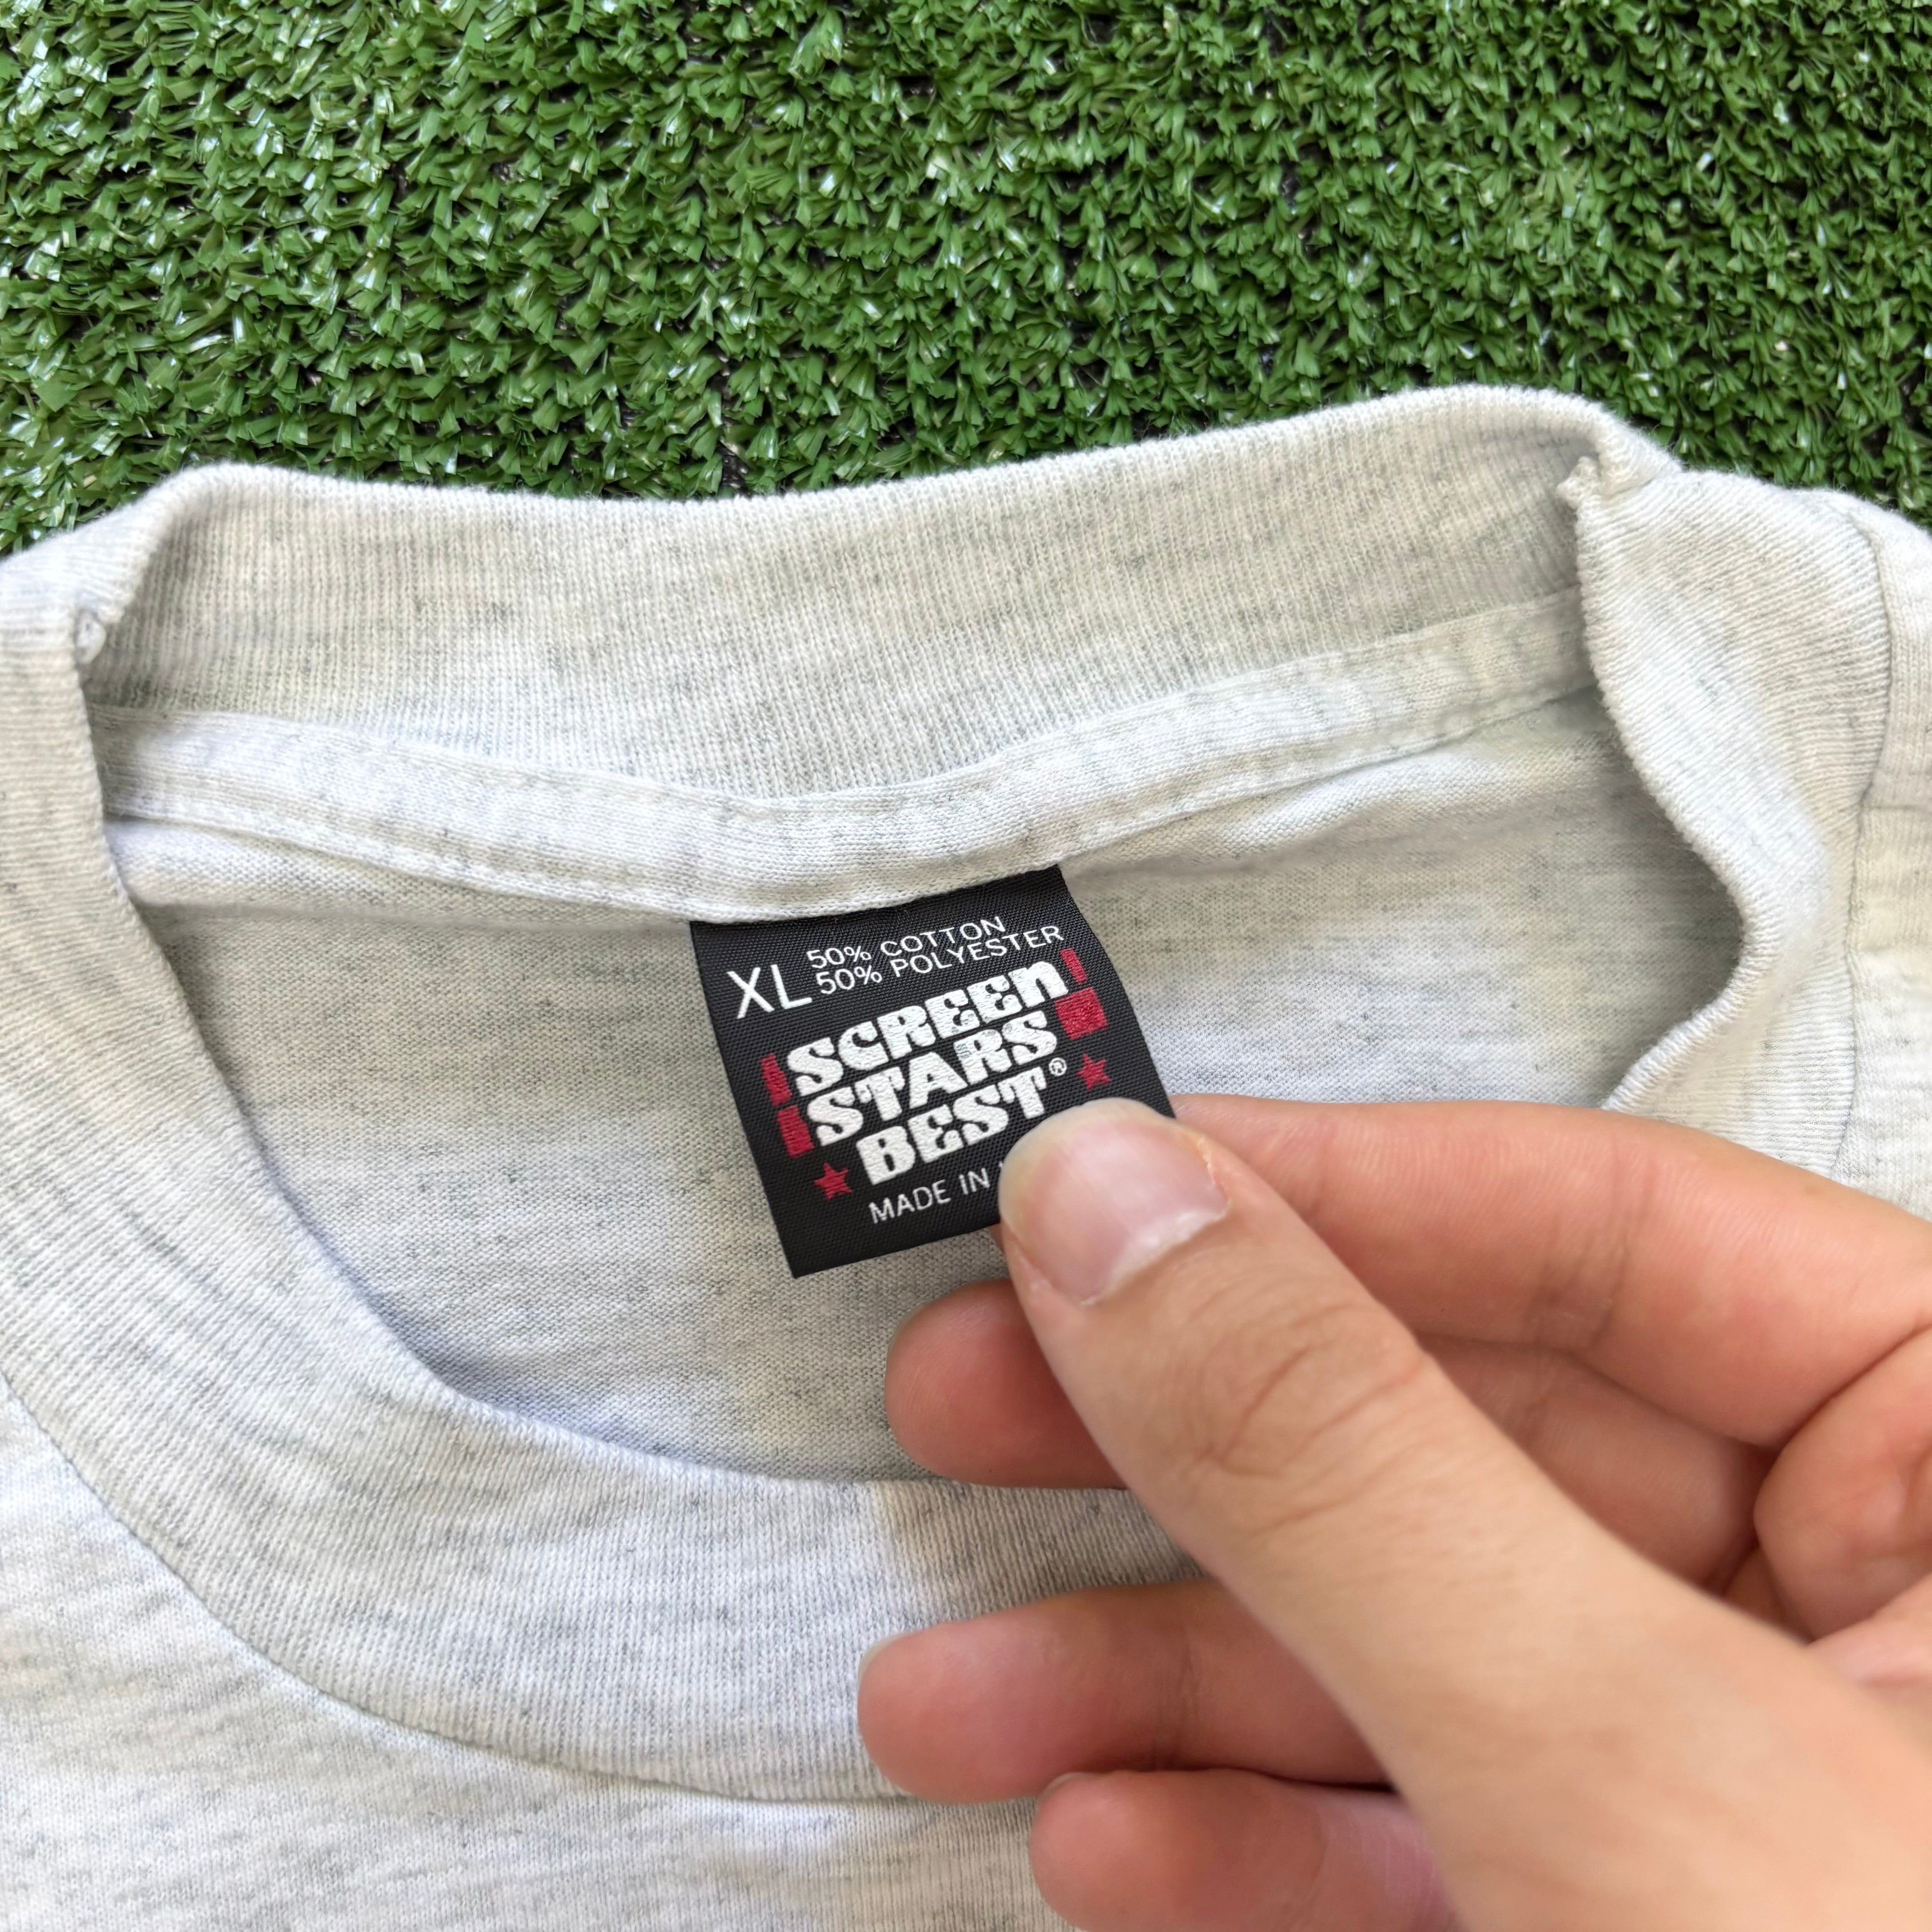 XL
50% COTTON
50% POLYESTER
SCREEn
STARS
BEST®
MADE IN